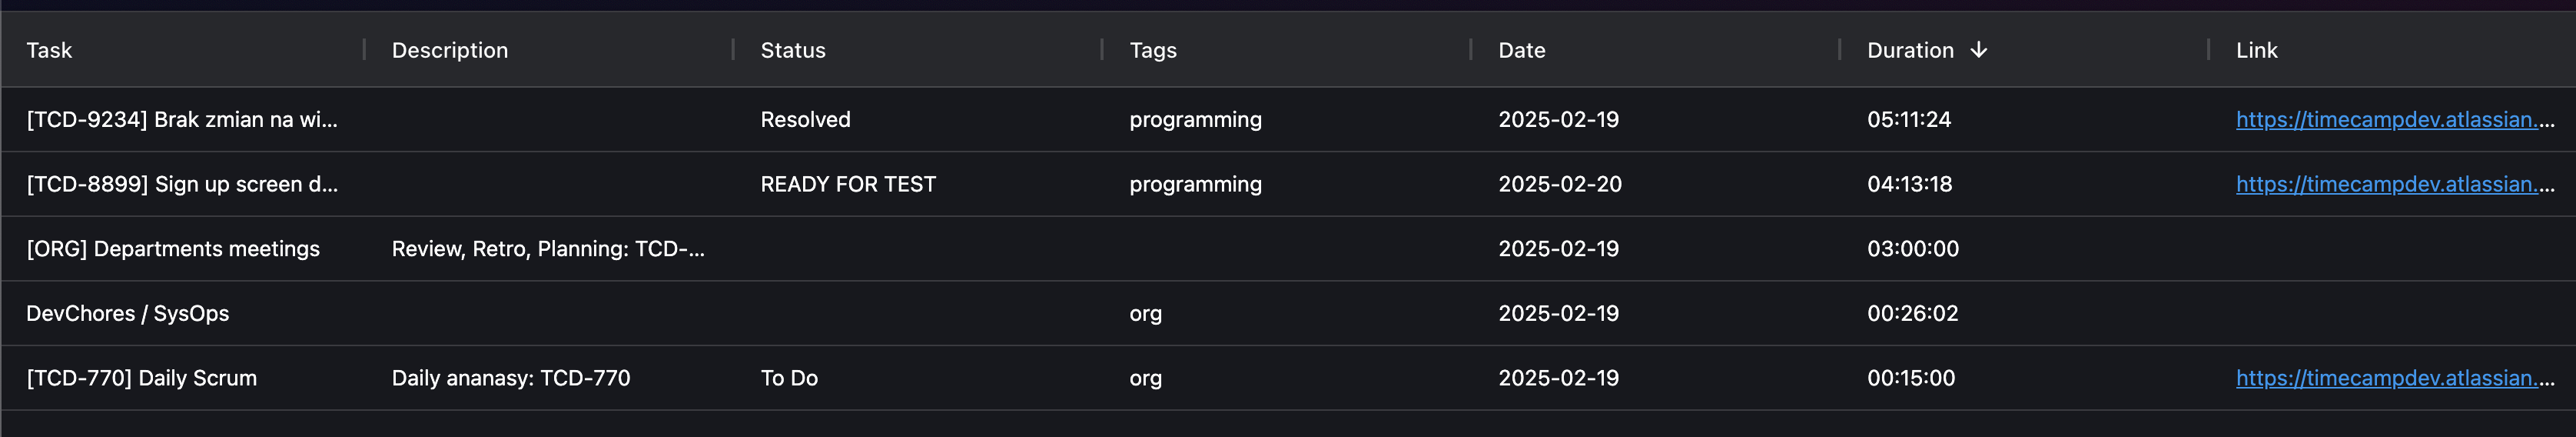 Task Description Status Tags Date Duration ↓ Link
[TCD-9234] Brak zmian na wi... Resolved programming 2025-02-19 05:11:24 https://timecampdev.atlassian....
[TCD-8899] Sign up screen d... READY FOR TEST programming 2025-02-20 04:13:18 https://timecampdev.atlassian....
[ORG] Departments meetings Review, Retro, Planning: TCD-... 2025-02-19 03:00:00
DevChores / SysOps org 2025-02-19 00:26:02
[TCD-770] Daily Scrum Daily ananasy: TCD-770 To Do org 2025-02-19 00:15:00 https://timecampdev.atlassian....